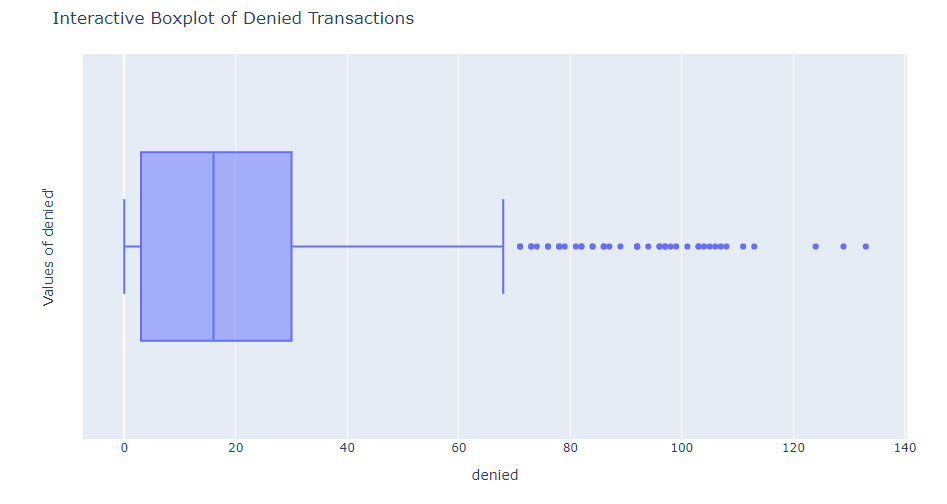 Interactive Boxplot of Denied Transactions
Values of denied'
0 20 40 60 80 100 120 140
denied